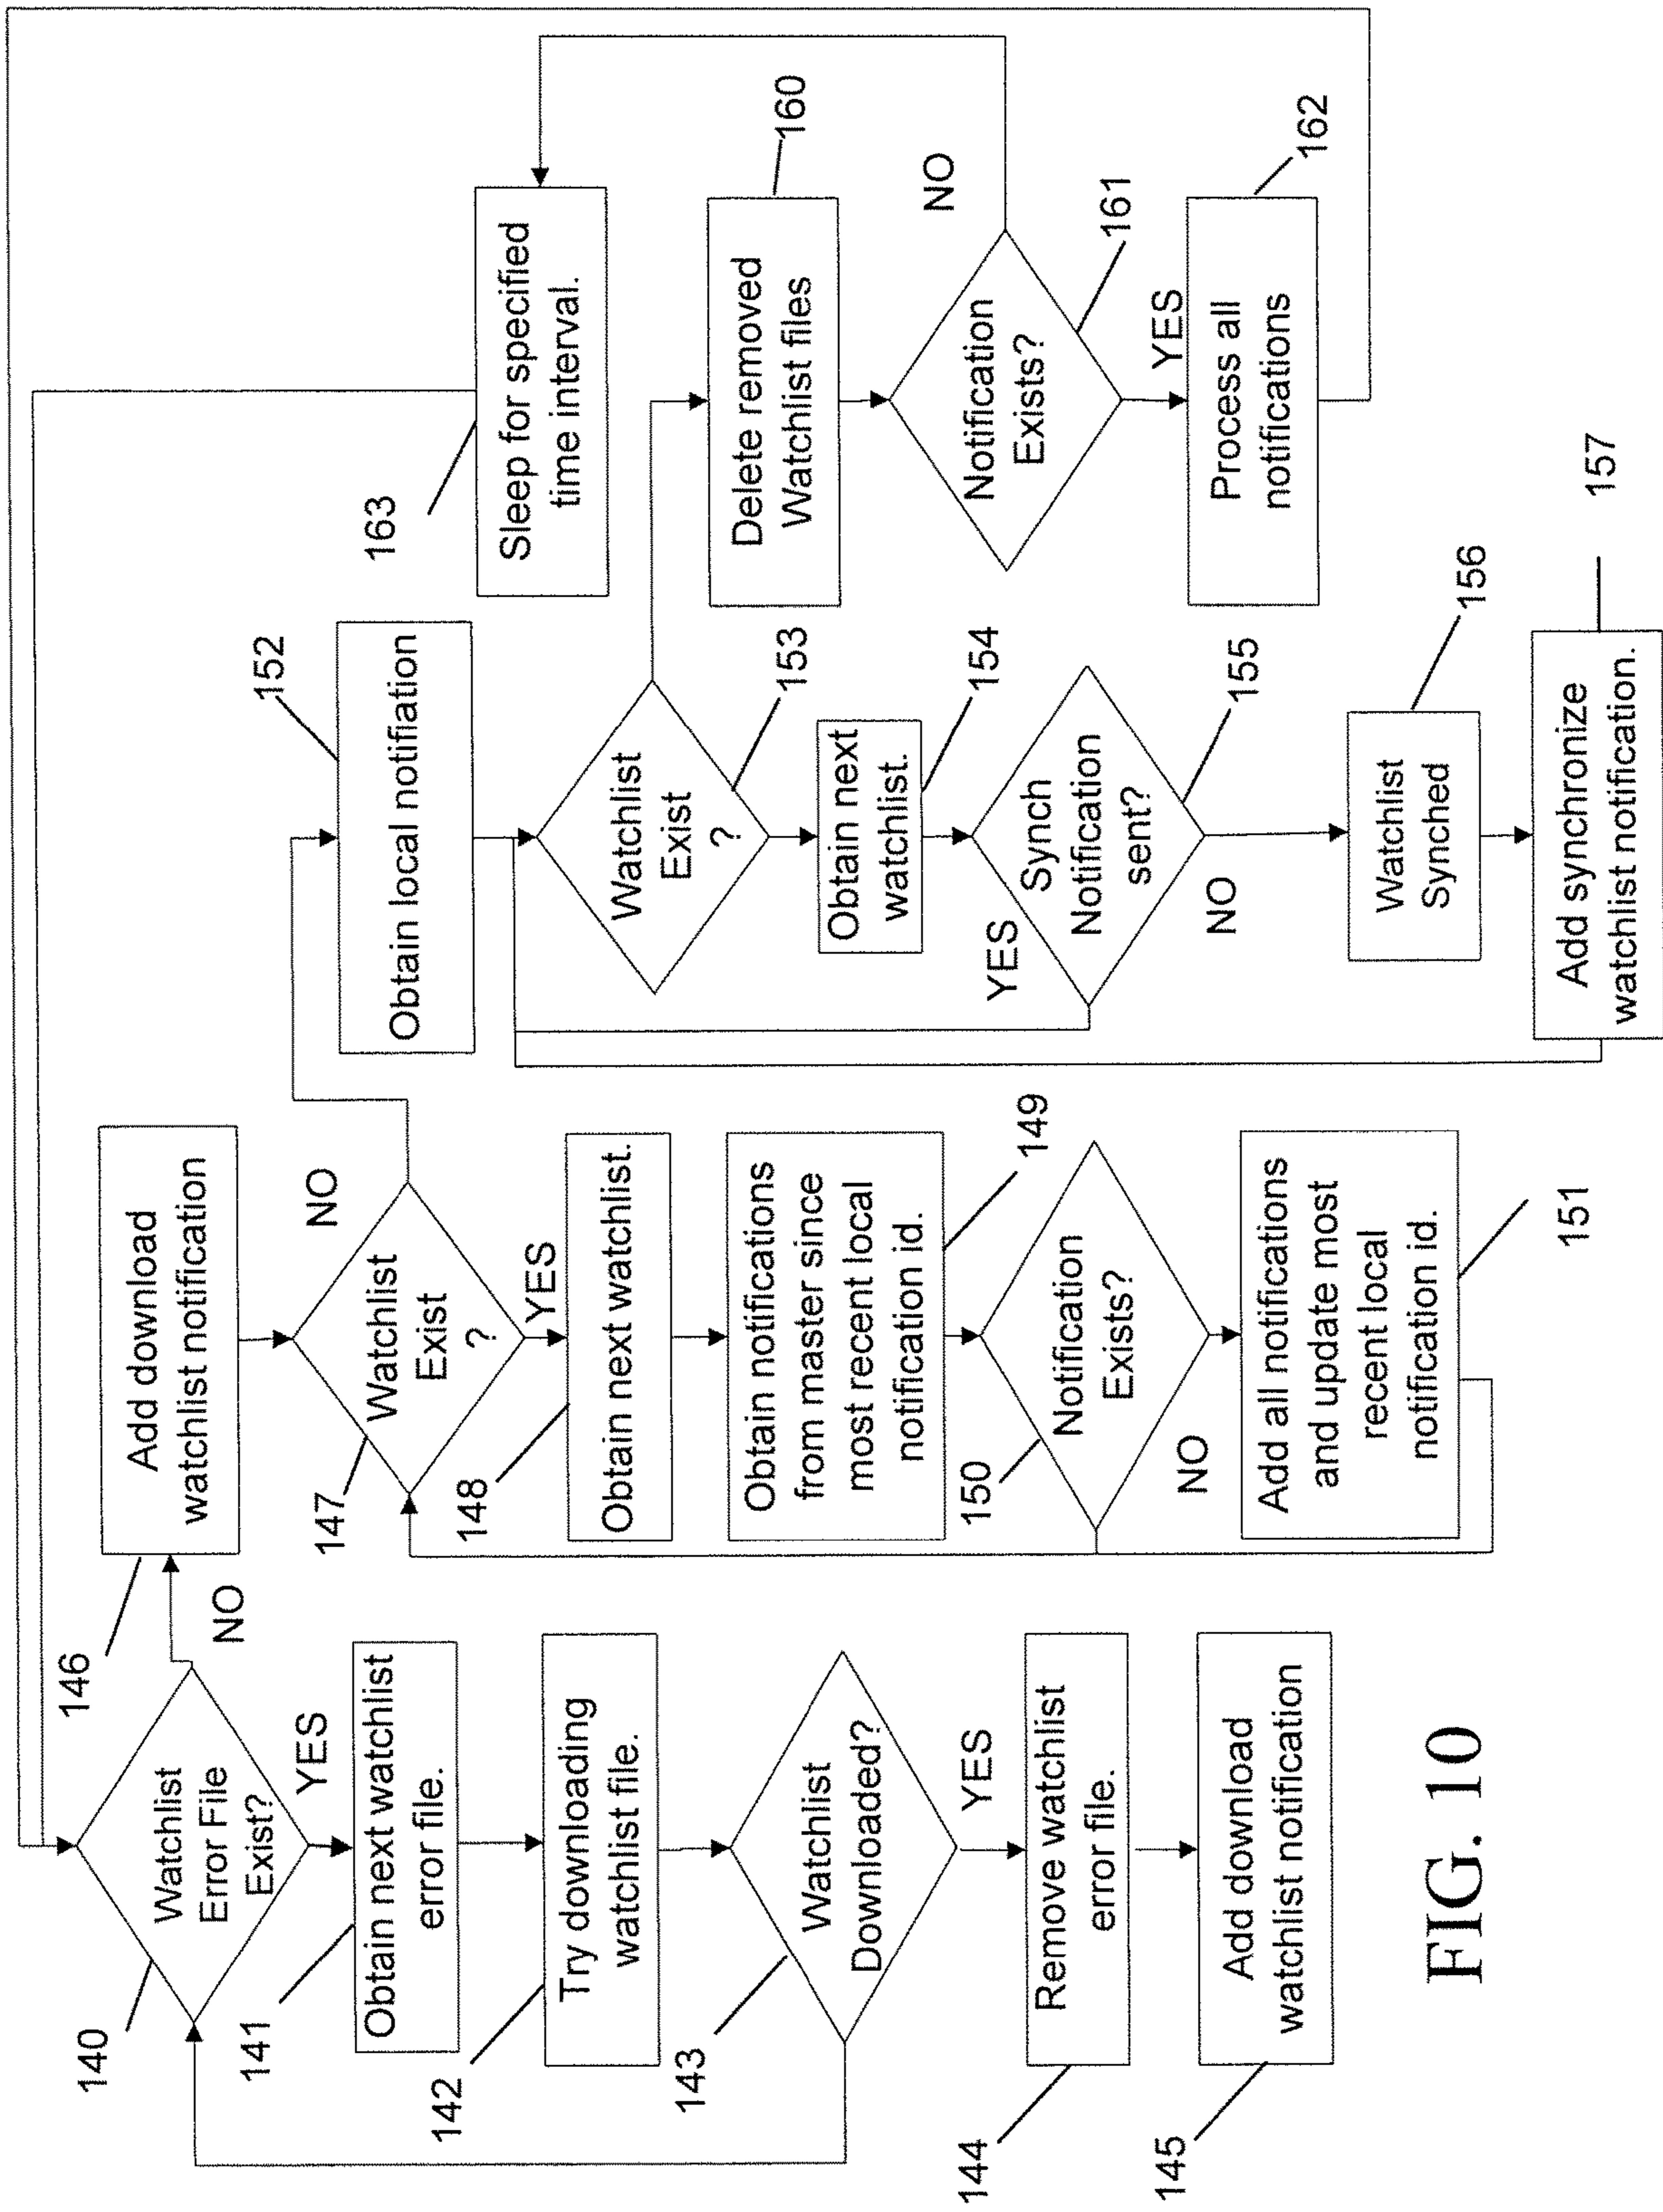 140
Watchlist
Error File
Exist?
YES
NO
141
Obtain next watchlist
error file.
142
Try downloading
watchlist file.
143
Watchlist
Downloaded?
YES
144
Remove watchlist
error file.
145
Add download
watchlist notification
146
Add download
watchlist notification
147
Watchlist
Exist
?
NO
YES
148
Obtain next watchlist.
149
Obtain notifications
from master since
most recent local
notification id.
150
Notification
Exists?
NO
151
Add all notifications
and update most
recent local
notification id.
152
Obtain local notifiation
153
Watchlist
Exist
?
154
Obtain next
watchlist.
155
Synch
Notification
sent?
YES
NO
156
Watchlist
Synched
157
Add synchronize
watchlist notification.
163
Sleep for specified
time interval.
160
Delete removed
Watchlist files
161
Notification
Exists?
NO
YES
162
Process all
notifications
FIG. 10